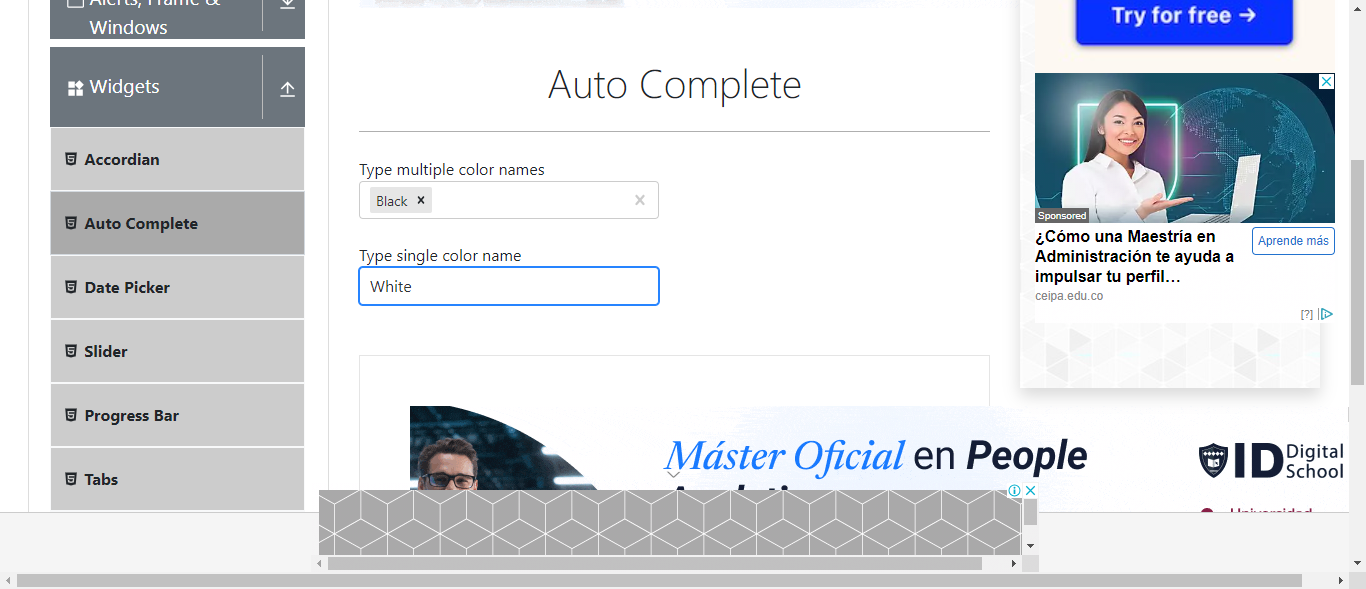 Alerts, Frame &
Windows
Widgets
Accordian
Auto Complete
Date Picker
Slider
Progress Bar
Tabs
Auto Complete
Type multiple color names
Black ×
Type single color name
White
Try for free →
Sponsored
¿Cómo una Maestría en
Administración te ayuda a
impulsar tu perfil…
ceipa.edu.co
Aprende más
[?]
Máster Oficial en People
ID Digital
School